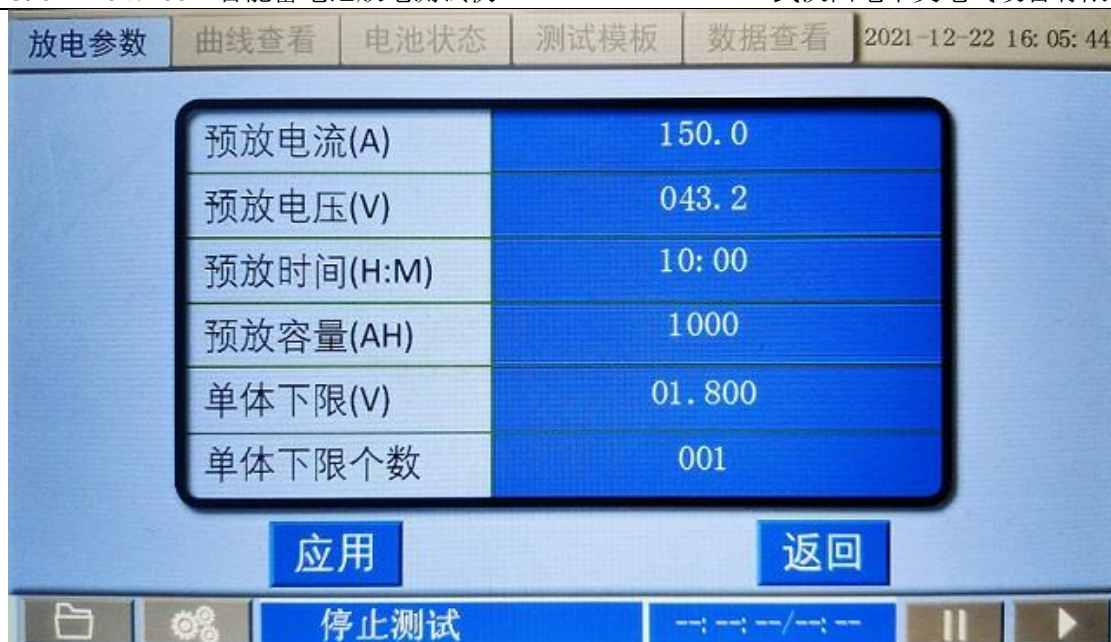 放电参数 曲线查看 电池状态 测试模板 数据查看 2021-12-22 16:05:44
预放电流(A) 150.0
预放电压(V) 043.2
预放时间(H:M) 10:00
预放容量(AH) 1000
单体下限(V) 01.800
单体下限个数 001
应用 返回
停止测试 --:--:--/--:--